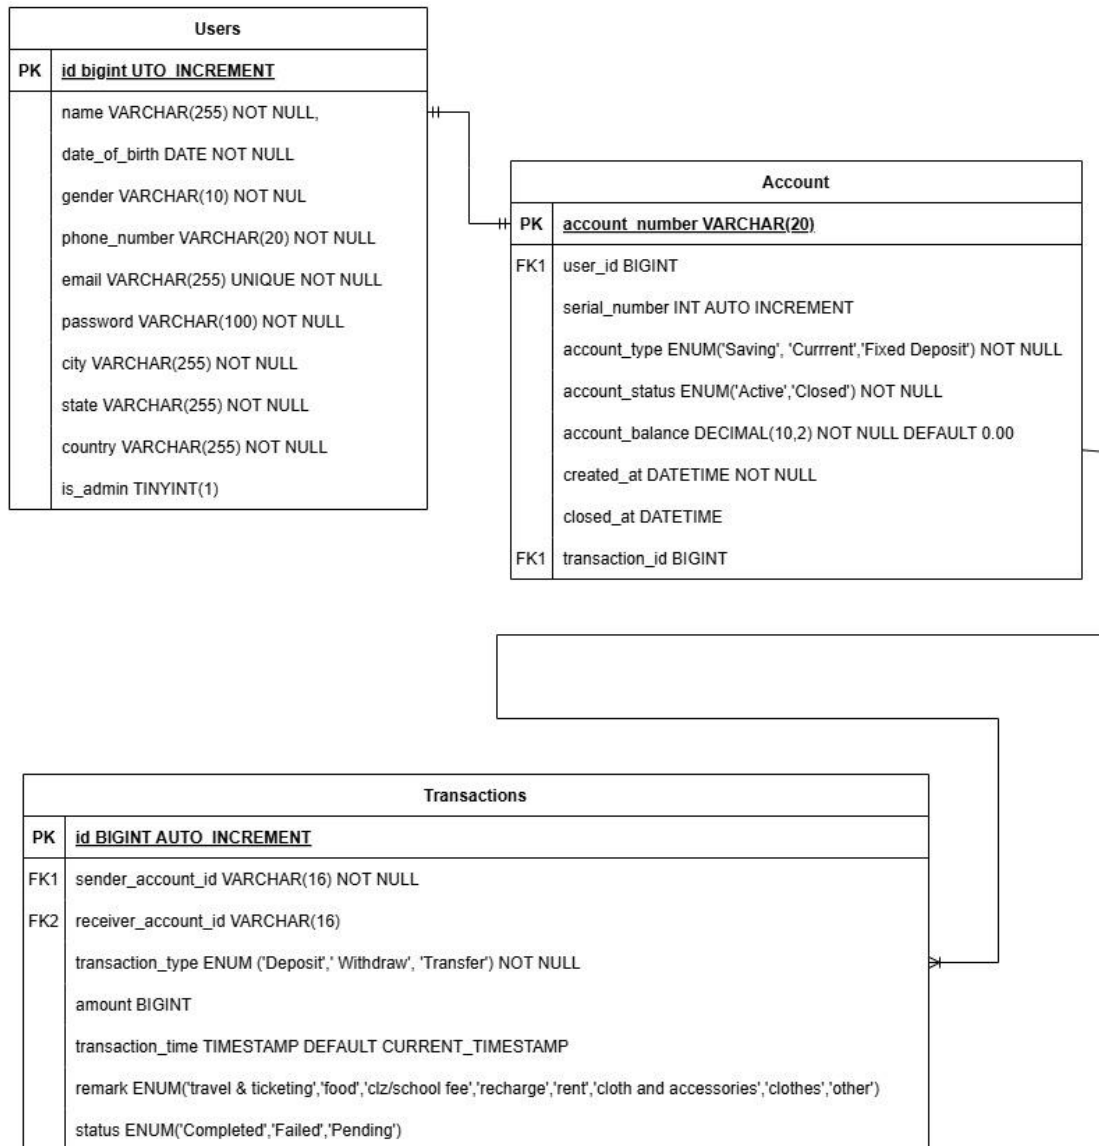 Users
PK id bigint UTO_INCREMENT
name VARCHAR(255) NOT NULL,
date_of_birth DATE NOT NULL
gender VARCHAR(10) NOT NUL
phone_number VARCHAR(20) NOT NULL
email VARCHAR(255) UNIQUE NOT NULL
password VARCHAR(100) NOT NULL
city VARCHAR(255) NOT NULL
state VARCHAR(255) NOT NULL
country VARCHAR(255) NOT NULL
is_admin TINYINT(1)
Account
PK account_number VARCHAR(20)
FK1 user_id BIGINT
serial_number INT AUTO INCREMENT
account_type ENUM('Saving', 'Currrent','Fixed Deposit') NOT NULL
account_status ENUM('Active','Closed') NOT NULL
account_balance DECIMAL(10,2) NOT NULL DEFAULT 0.00
created_at DATETIME NOT NULL
closed_at DATETIME
FK1 transaction_id BIGINT
Transactions
PK id BIGINT AUTO_INCREMENT
FK1 sender_account_id VARCHAR(16) NOT NULL
FK2 receiver_account_id VARCHAR(16)
transaction_type ENUM ('Deposit',' Withdraw', 'Transfer') NOT NULL
amount BIGINT
transaction_time TIMESTAMP DEFAULT CURRENT_TIMESTAMP
remark ENUM('travel & ticketing','food','clz/school fee','recharge','rent','cloth and accessories','clothes','other')
status ENUM('Completed','Failed','Pending')